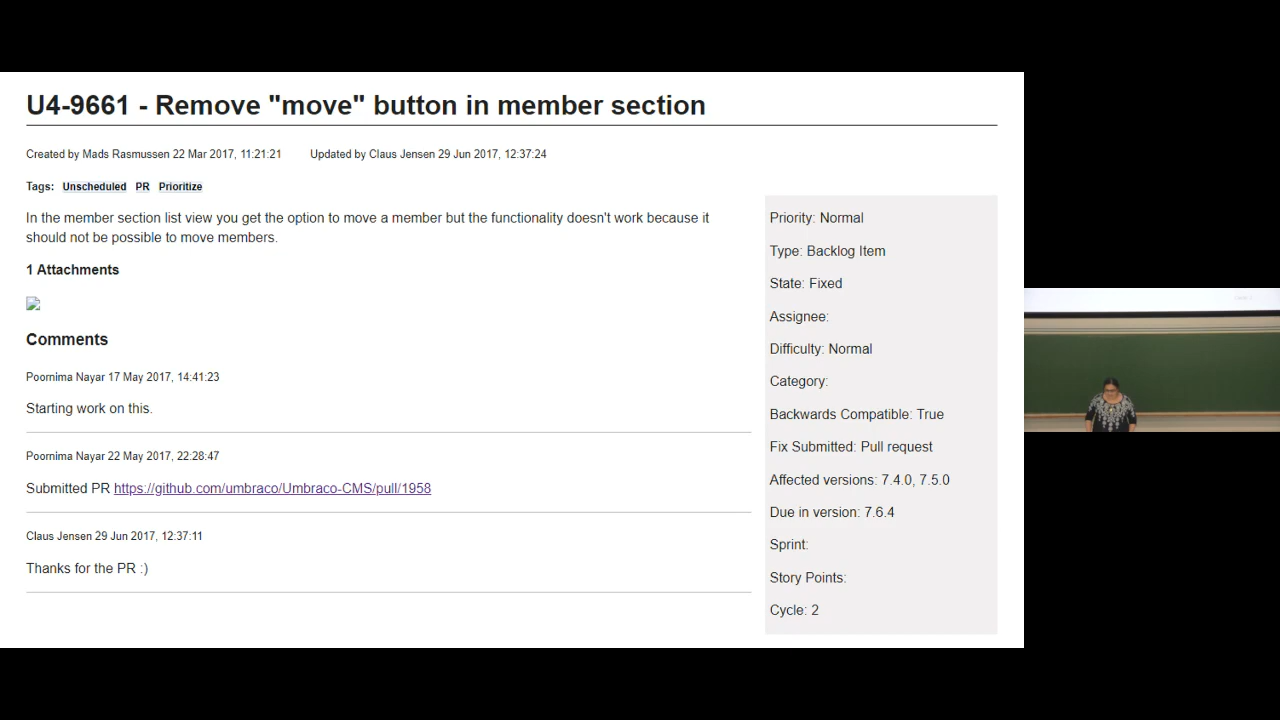 U4-9661 - Remove "move" button in member section
Created by Mads Rasmussen 22 Mar 2017, 11:21:21 Updated by Claus Jensen 29 Jun 2017, 12:37:24
Tags: Unscheduled PR Prioritize
In the member section list view you get the option to move a member but the functionality doesn't work because it
should not be possible to move members.
1 Attachments
Comments
Poornima Nayar 17 May 2017, 14:41:23
Starting work on this.
Poornima Nayar 22 May 2017, 22:28:47
Submitted PR https://github.com/umbraco/Umbraco-CMS/pull/1958
Claus Jensen 29 Jun 2017, 12:37:11
Thanks for the PR :)
Priority: Normal
Type: Backlog Item
State: Fixed
Assignee:
Difficulty: Normal
Category:
Backwards Compatible: True
Fix Submitted: Pull request
Affected versions: 7.4.0, 7.5.0
Due in version: 7.6.4
Sprint:
Story Points:
Cycle: 2